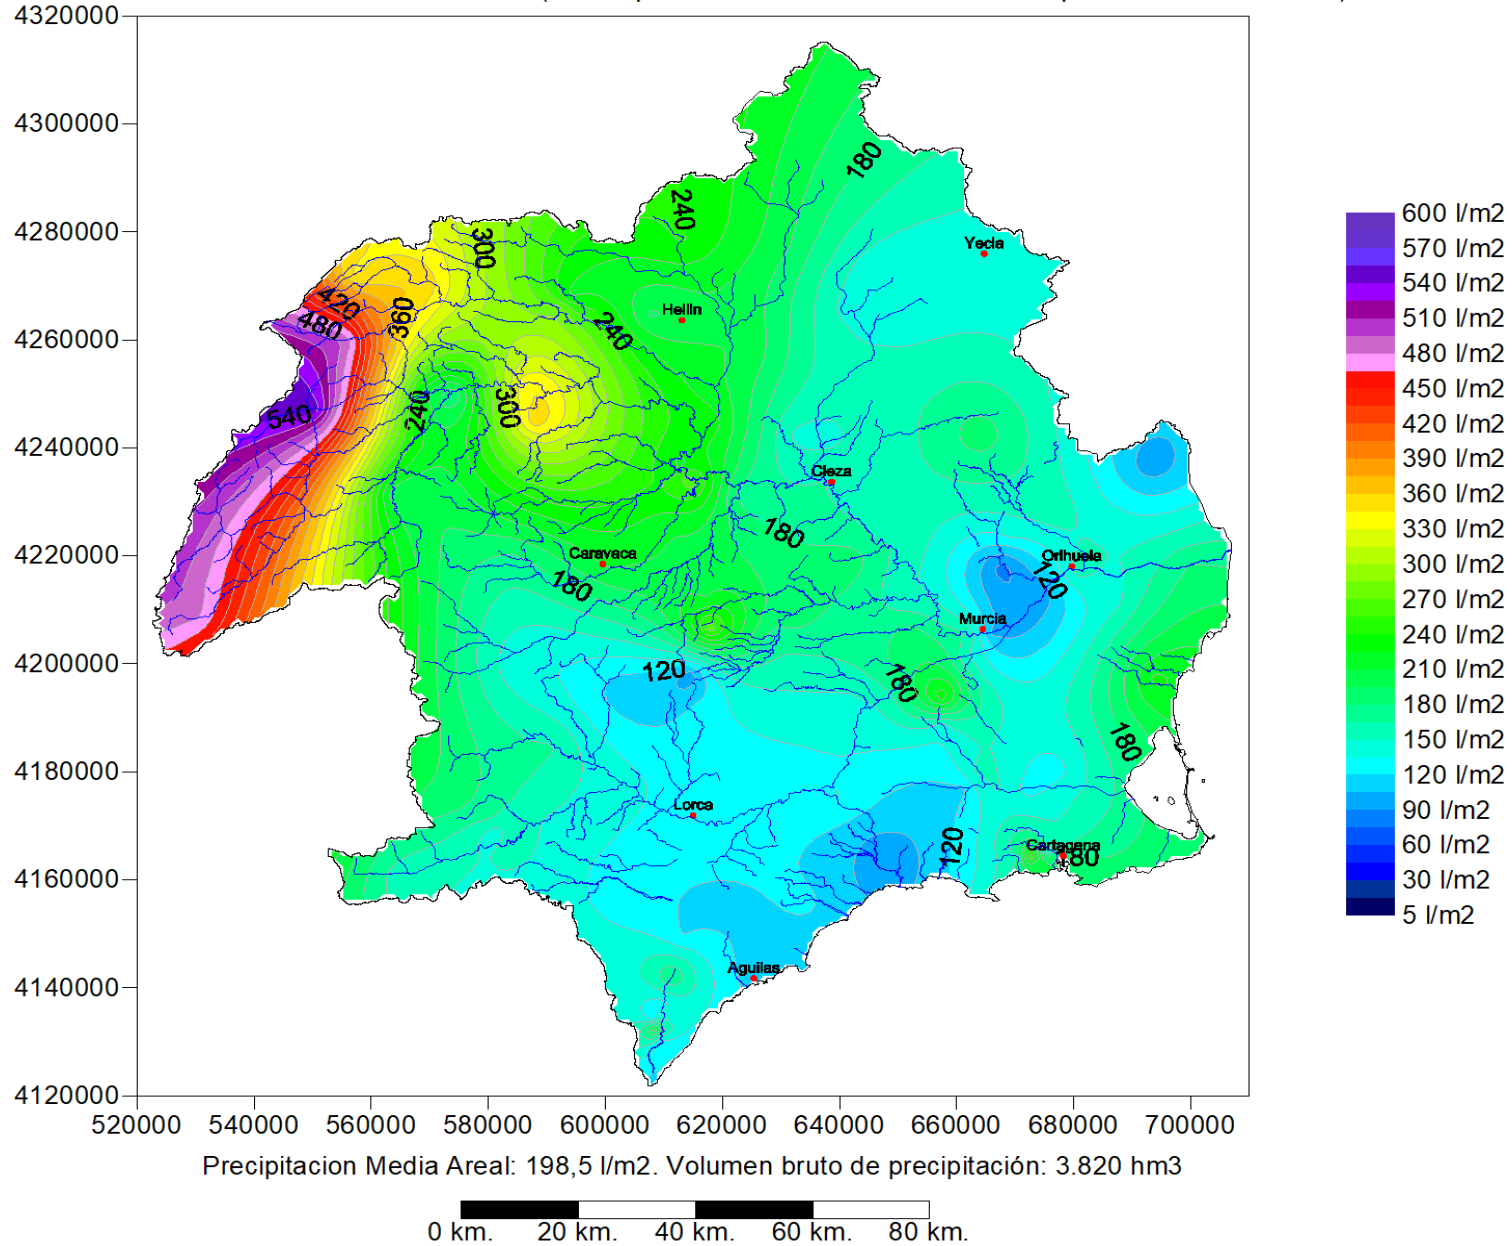 4320000
4300000
4280000
4260000
4240000
4220000
4200000
4180000
4160000
4140000
4120000
520000 540000 560000 580000 600000 620000 640000 660000 680000 700000
180
240
300
Yecla
420
480
360
Hellin
240
540
240
300
Cieza
180
Caravaca
180
Orihuela
120
Murcia
120
180
180
Lorca
120
Cartagena
180
Aguilas
600 l/m2
570 l/m2
540 l/m2
510 l/m2
480 l/m2
450 l/m2
420 l/m2
390 l/m2
360 l/m2
330 l/m2
300 l/m2
270 l/m2
240 l/m2
210 l/m2
180 l/m2
150 l/m2
120 l/m2
90 l/m2
60 l/m2
30 l/m2
5 l/m2
Precipitacion Media Areal: 198,5 l/m2. Volumen bruto de precipitación: 3.820 hm3
0 km. 20 km. 40 km. 60 km. 80 km.